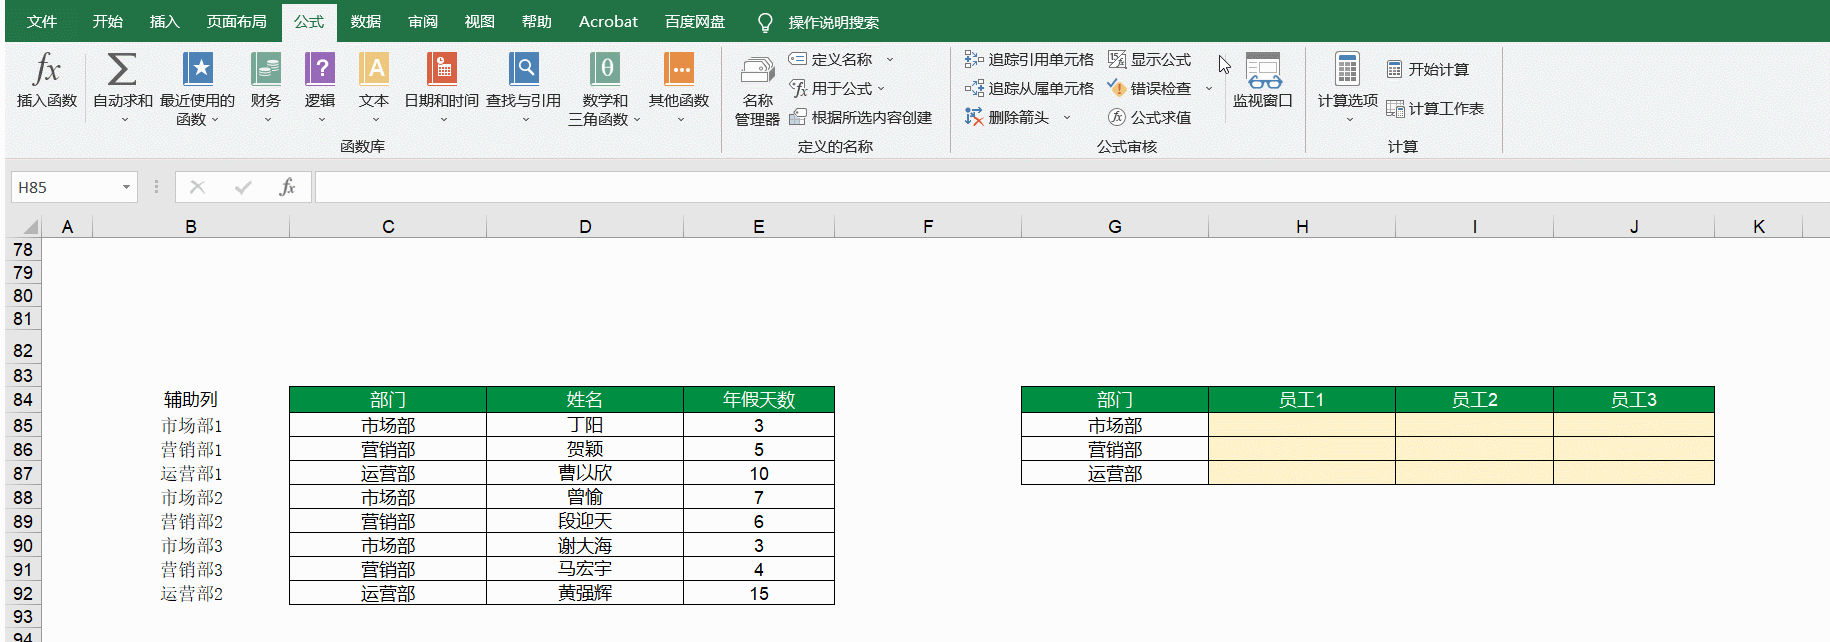 文件 开始 插入 页面布局 公式 数据 审阅 视图 帮助 Acrobat 百度网盘 操作说明搜索
fx Σ ? A θ
插入函数 自动求和 最近使用的函数 财务 逻辑 文本 日期和时间 查找与引用 数学和三角函数 其他函数
函数库
名称管理器
定义名称
用于公式
根据所选内容创建
定义的名称
追踪引用单元格 显示公式
追踪从属单元格 错误检查
删除箭头 公式求值
公式审核
监视窗口
计算选项
开始计算
计算工作表
计算
H85 fx
A B C D E F G H I J K
78
79
80
81
82
83
84 辅助列 部门 姓名 年假天数 部门 员工1 员工2 员工3
85 市场部1 市场部 丁阳 3 市场部
86 营销部1 营销部 贺颖 5 营销部
87 运营部1 运营部 曹以欣 10 运营部
88 市场部2 市场部 曾愉 7
89 营销部2 营销部 段迎天 6
90 市场部3 市场部 谢大海 3
91 营销部3 营销部 马宏宇 4
92 运营部2 运营部 黄强辉 15
93
94